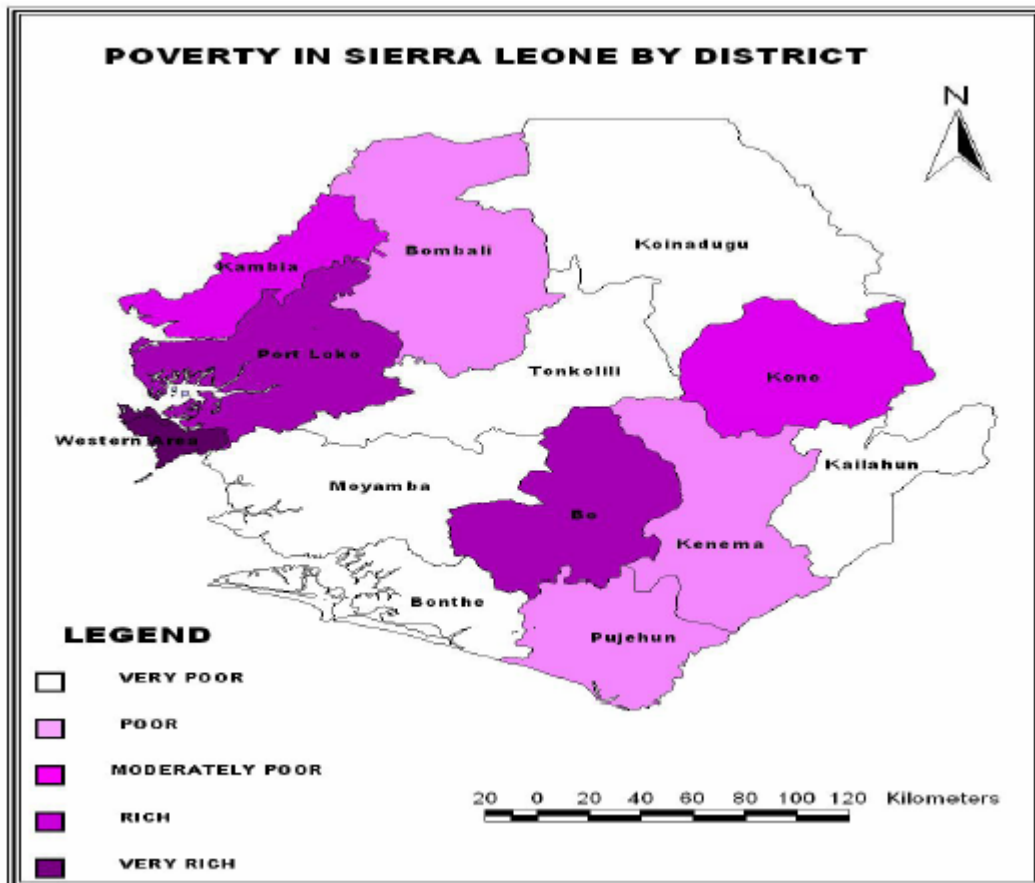 POVERTY IN SIERRA LEONE BY DISTRICT
N
Koinadugu
Bombali
Kambia
Port Loko
Tonkolili
Kono
Western Area
Kailahun
Moyamba
Bo
Kenema
Bonthe
Pujehun
LEGEND
VERY POOR
POOR
MODERATELY POOR
RICH
VERY RICH
20 0 20 40 60 80 100 120 Kilometers